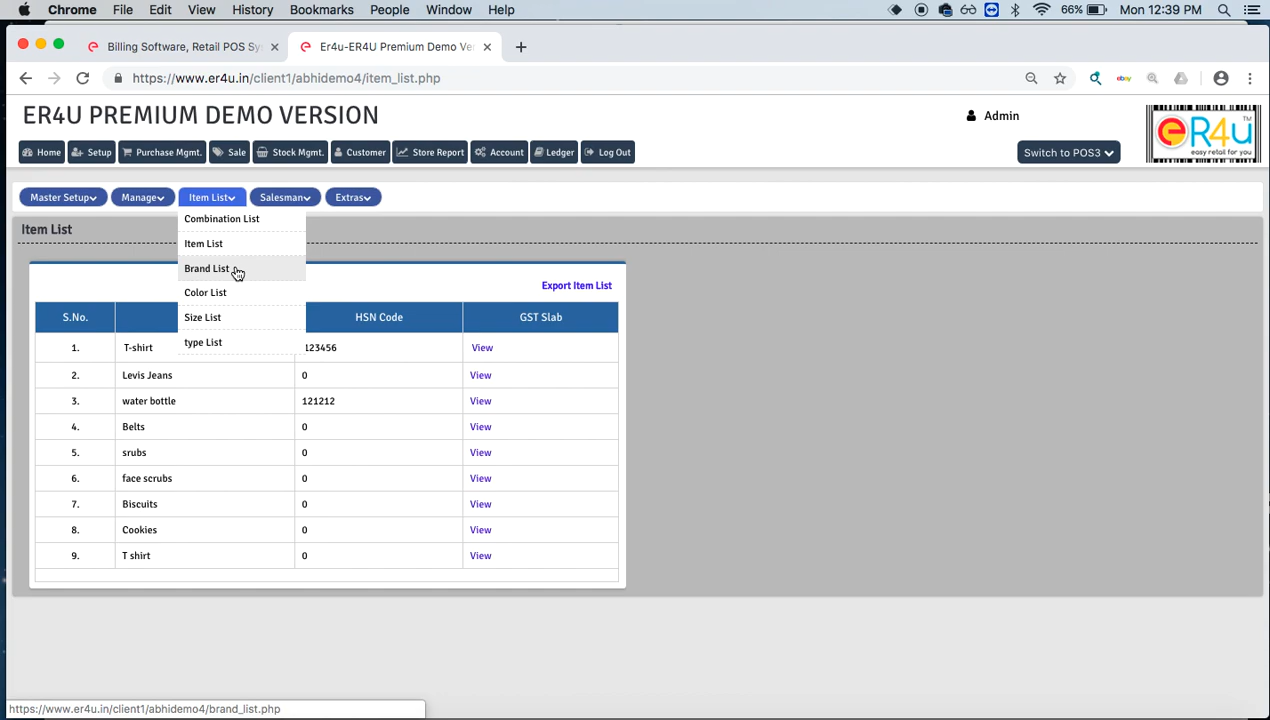 Chrome File Edit View History Bookmarks People Window Help 66% Mon 12:39 PM
Billing Software, Retail POS Sy Er4u-ER4U Premium Demo Ve
https://www.er4u.in/client1/abhidemo4/item_list.php ebay
ER4U PREMIUM DEMO VERSION Admin
eR4u TM
easy retail for you
Home Setup Purchase Mgmt. Sale Stock Mgmt. Customer Store Report Account Ledger Log Out Switch to POS3
Master Setup Manage Item List Salesman Extras
Combination List
Item List
Brand List
Color List
Size List
type List
Item List
Export Item List
S.No. HSN Code GST Slab
1. T-shirt 123456 View
2. Levis Jeans 0 View
3. water bottle 121212 View
4. Belts 0 View
5. srubs 0 View
6. face scrubs 0 View
7. Biscuits 0 View
8. Cookies 0 View
9. T shirt 0 View
https://www.er4u.in/client1/abhidemo4/brand_list.php